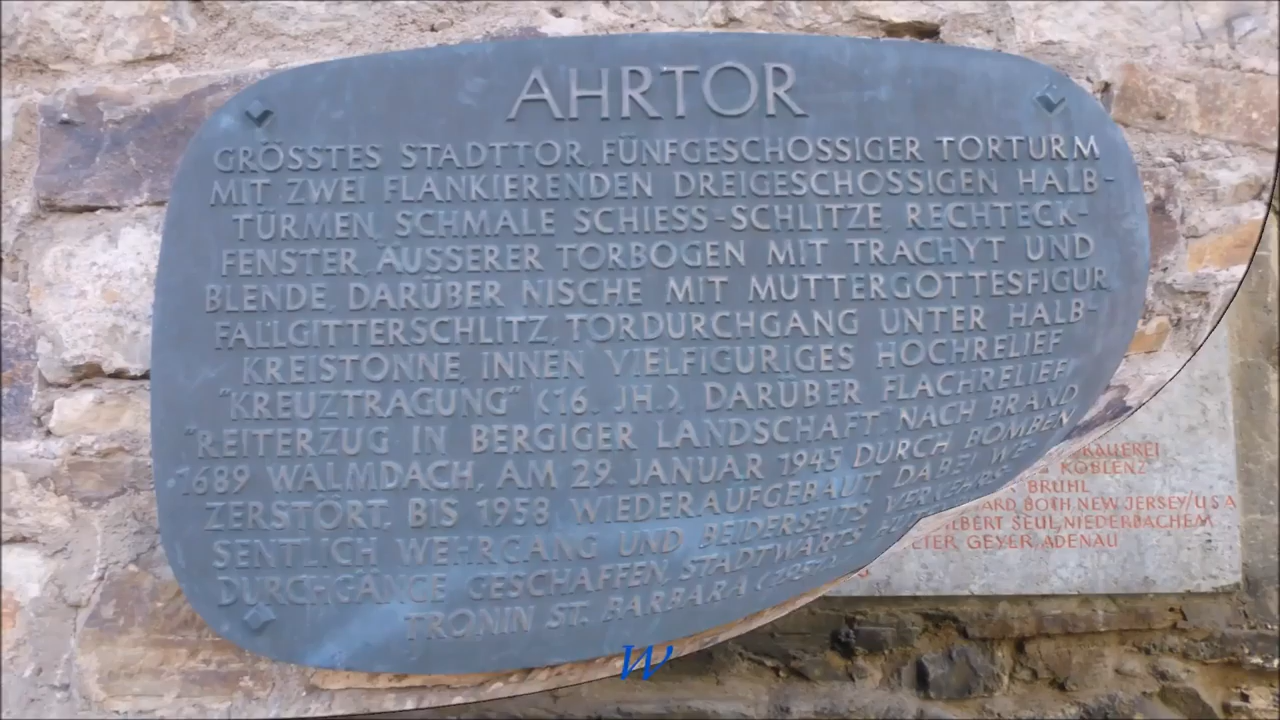 AHRTOR
GRÖSSTES STADTTOR, FÜNFGESCHOSSIGER TORTURM
MIT ZWEI FLANKIERENDEN DREIGESCHOSSIGEN HALB-
TÜRMEN, SCHMALE SCHIESS-SCHLITZE, RECHTECK-
FENSTER, ÄUSSERER TORBOGEN MIT TRACHYT UND
BLENDE, DARÜBER NISCHE MIT MUTTERGOTTESFIGUR,
FALLGITTERSCHLITZ, TORDURCHGANG UNTER HALB-
KREISTONNE, INNEN VIELFIGURIGES HOCHRELIEF
"KREUZTRAGUNG" (16. JH.), DARÜBER FLACHRELIEF
"REITERZUG IN BERGIGER LANDSCHAFT". NACH BRAND
1689 WALMDACH, AM 29. JANUAR 1945 DURCH BOMBEN
ZERSTÖRT. BIS 1958 WIEDERAUFGEBAUT DABEI WE-
SENTLICH WEHRGANG UND BEIDERSEITS VERKEHRS-
DURCHGÄNGE GESCHAFFEN, STADTWÄRTS
TRONIN ST. BARBARA
KOBLENZ
BRÜHL
BOTH NEW JERSEY/USA
SEUL, NIEDERBACHEM
GEYER, ADENAU
W